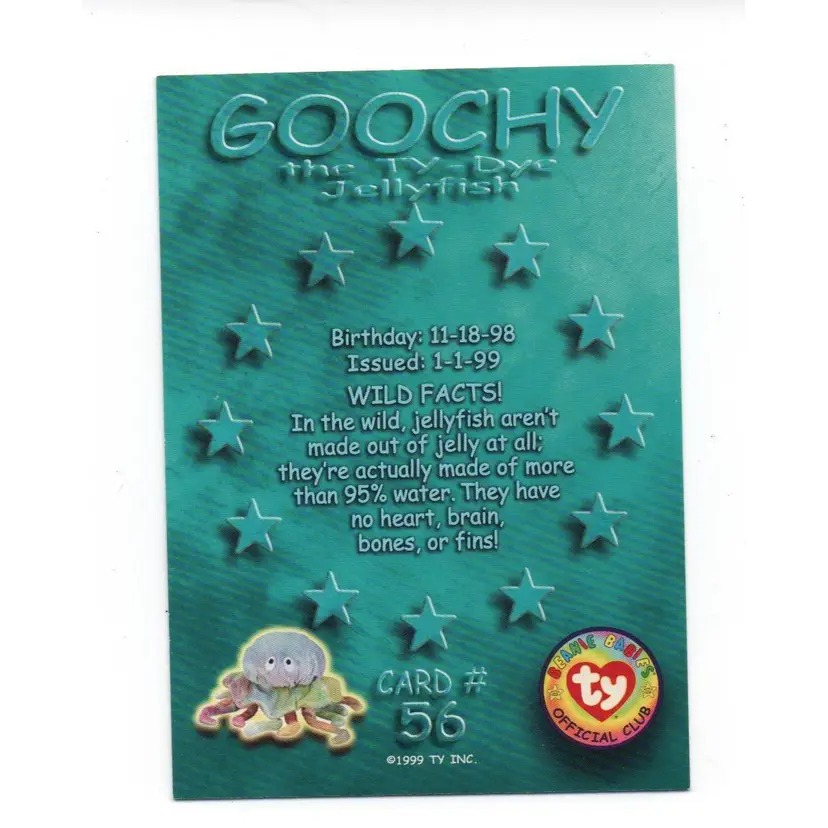 GOOCHY
the TY-Dye
Jellyfish
Birthday: 11-18-98
Issued: 1-1-99
WILD FACTS!
In the wild, jellyfish aren't
made out of jelly at all;
they're actually made of more
than 95% water. They have
no heart, brain,
bones, or fins!
CARD #
56
©1999 TY INC.
BEANIE BABIES
ty
OFFICIAL CLUB